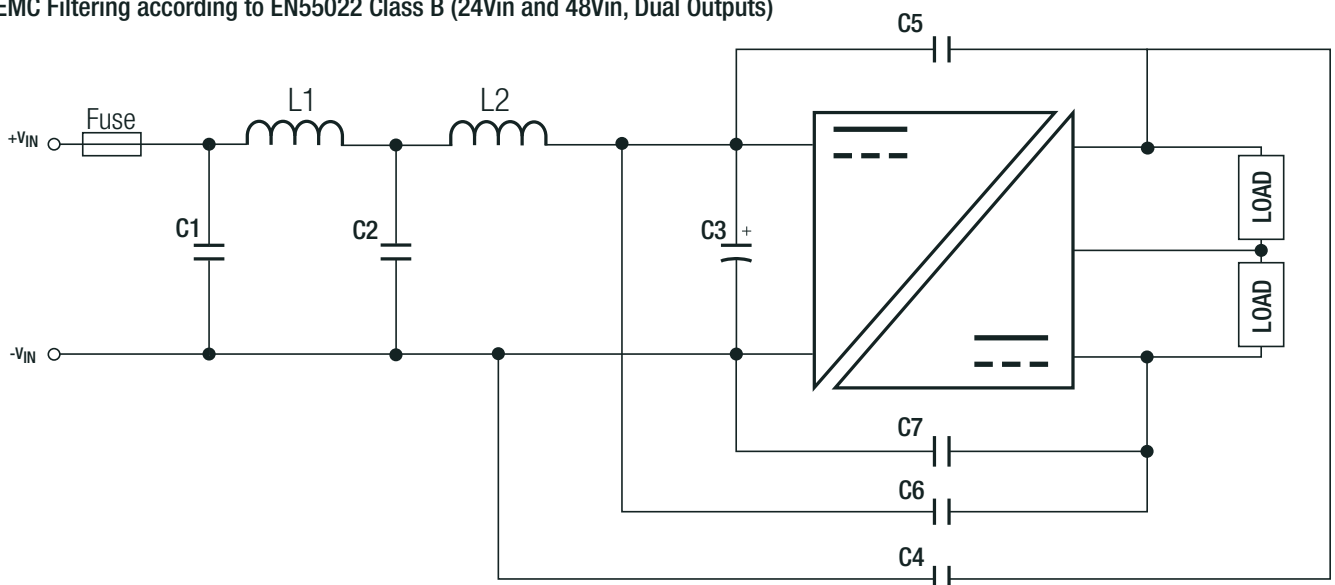 EMC Filtering according to EN55022 Class B (24Vin and 48Vin, Dual Outputs)
C5
Fuse
L1
L2
+VIN
C1
C2
C3
+
LOAD
LOAD
-VIN
C7
C6
C4